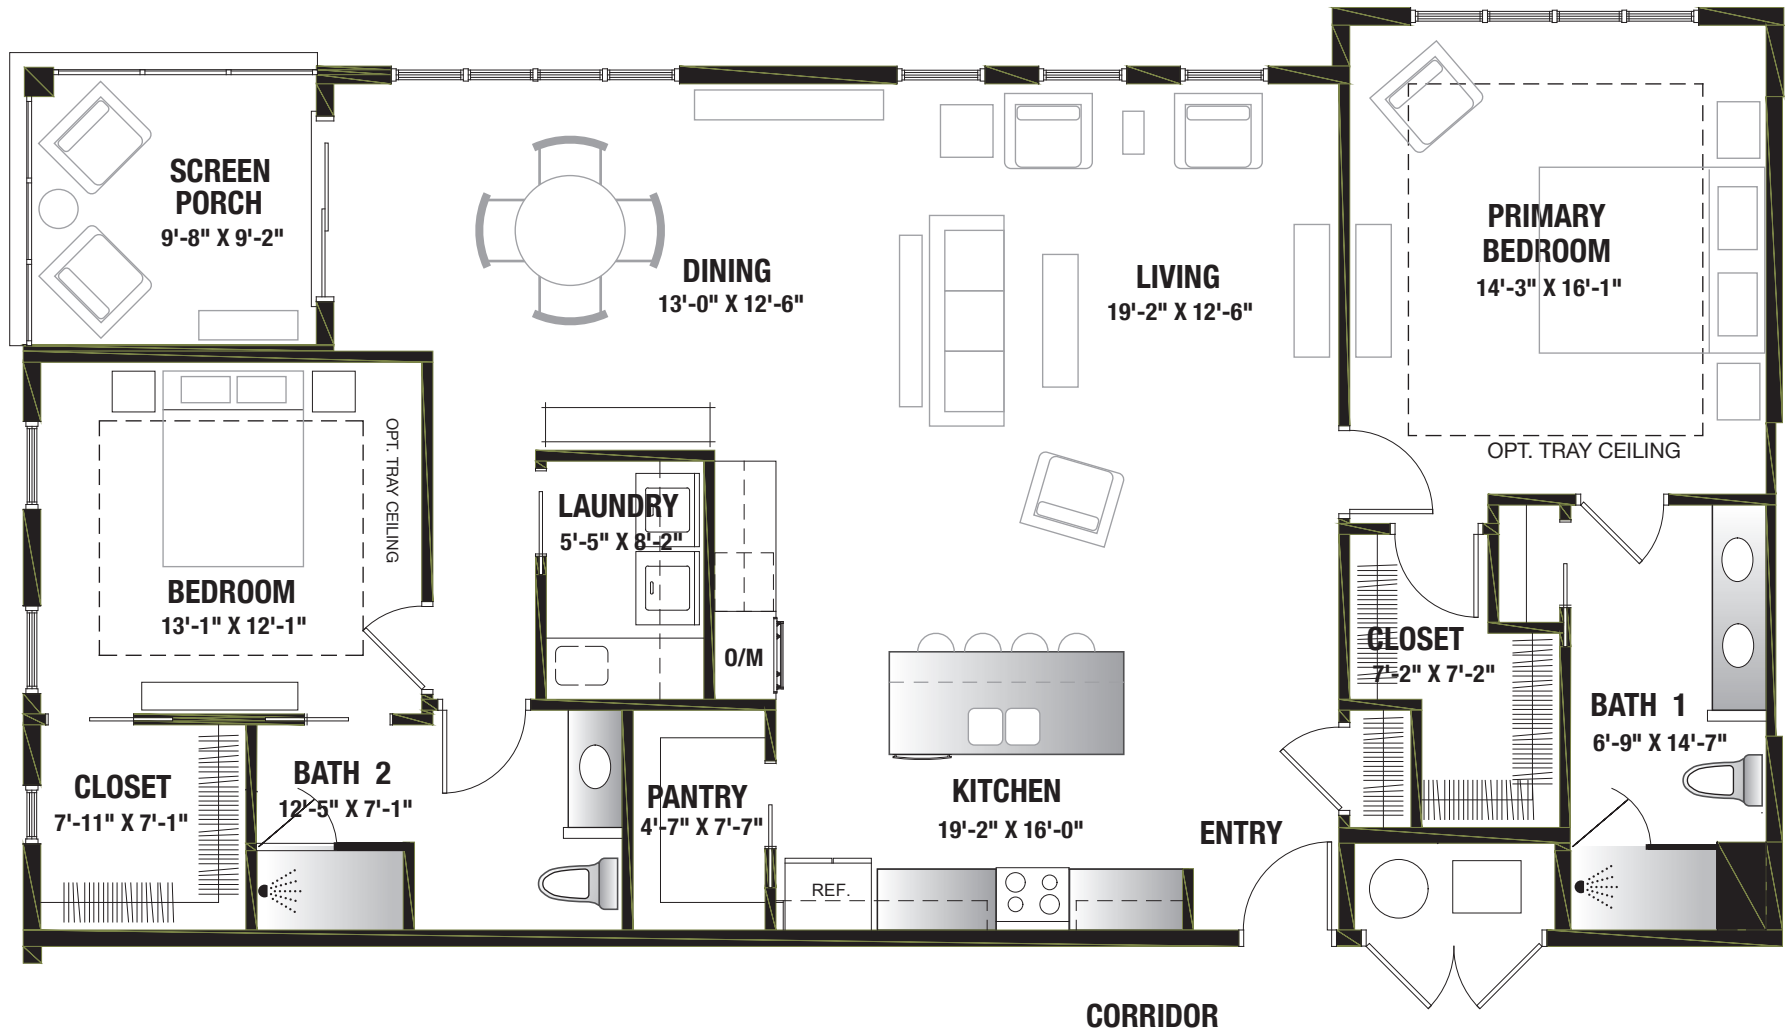 SCREEN
PORCH
9'-8" X 9'-2"
DINING
13'-0" X 12'-6"
LIVING
19'-2" X 12'-6"
PRIMARY
BEDROOM
14'-3" X 16'-1"
OPT. TRAY CEILING
OPT. TRAY CEILING
BEDROOM
13'-1" X 12'-1"
LAUNDRY
5'-5" X 8'-2"
O/M
CLOSET
7'-2" X 7'-2"
BATH 1
6'-9" X 14'-7"
CLOSET
7'-11" X 7'-1"
BATH 2
12'-5" X 7'-1"
PANTRY
4'-7" X 7'-7"
KITCHEN
19'-2" X 16'-0"
ENTRY
REF.
CORRIDOR